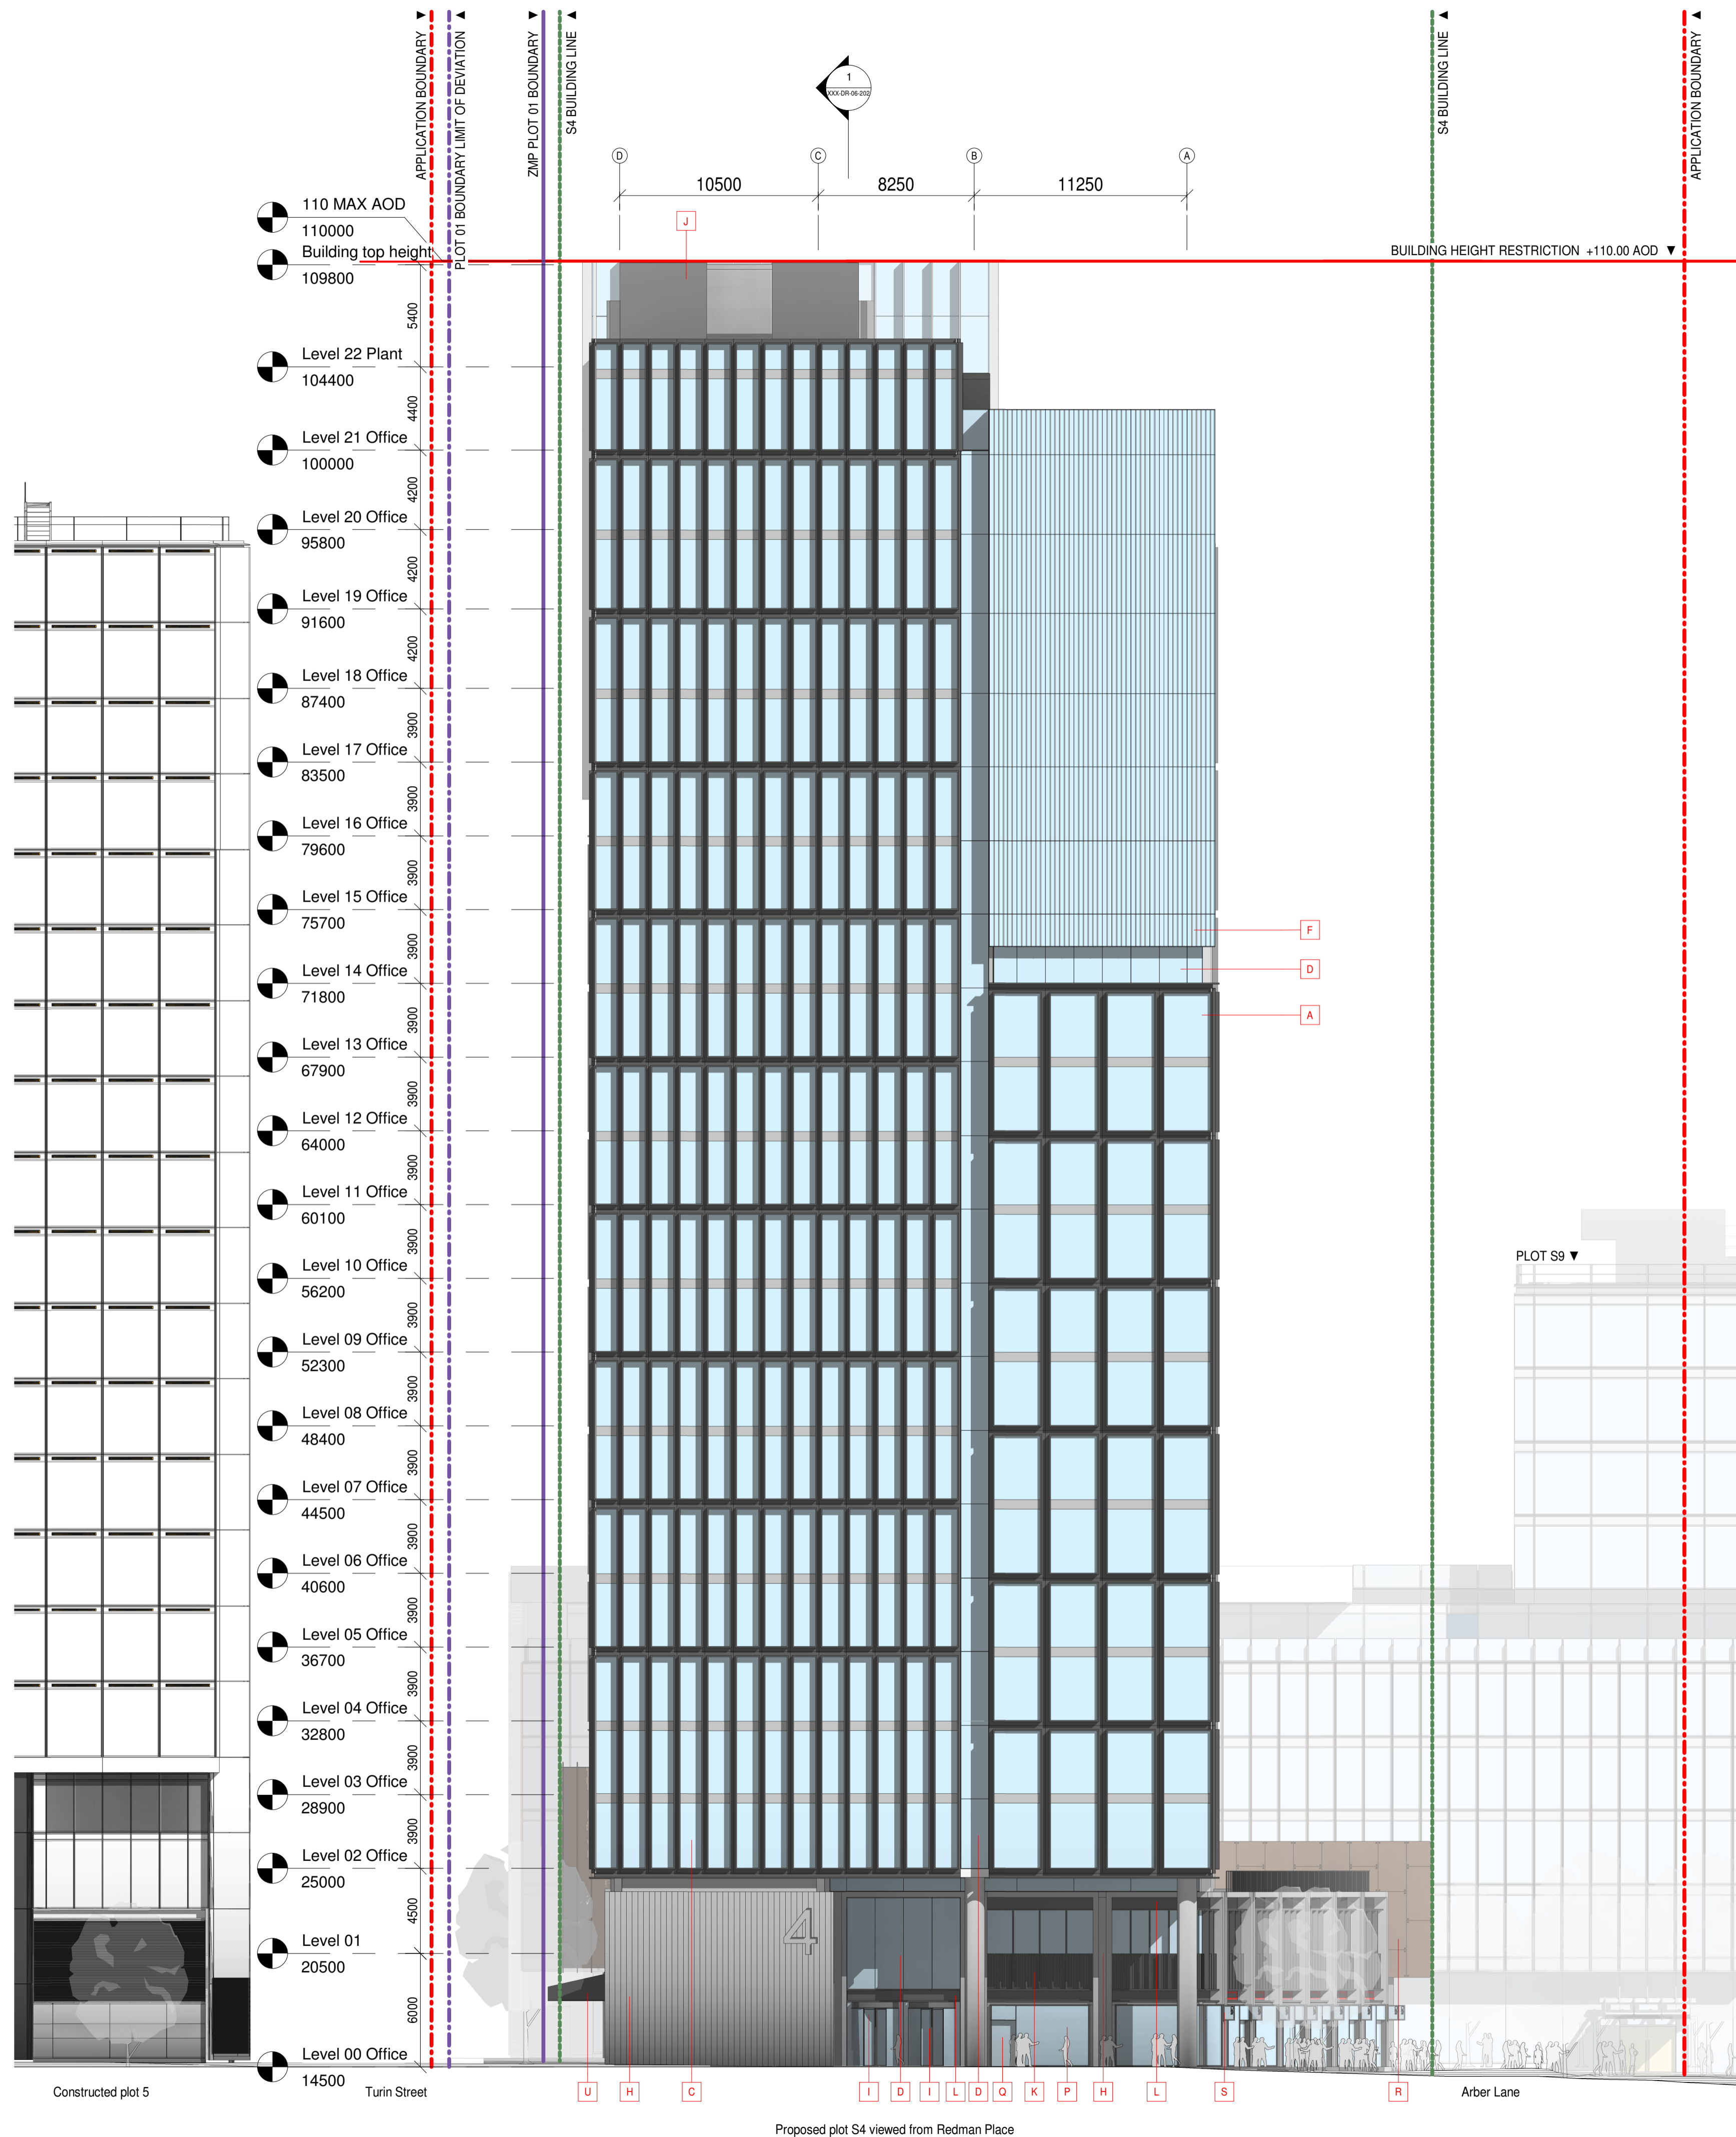 APPLICATION BOUNDARY
PLOT 01 BOUNDARY LIMIT OF DEVIATION
ZMP PLOT 01 BOUNDARY
S4 BUILDING LINE
S4 BUILDING LINE
APPLICATION BOUNDARY
1
XXX-DR-06-202
D
C
B
A
10500
8250
11250
J
110 MAX AOD
110000
Building top height
109800
BUILDING HEIGHT RESTRICTION +110.00 AOD
5400
Level 22 Plant
104400
4400
Level 21 Office
100000
4200
Level 20 Office
95800
4200
Level 19 Office
91600
4200
Level 18 Office
87400
3900
Level 17 Office
83500
3900
Level 16 Office
79600
3900
Level 15 Office
75700
F
3900
D
Level 14 Office
71800
A
3900
Level 13 Office
67900
3900
Level 12 Office
64000
3900
Level 11 Office
60100
3900
PLOT S9
Level 10 Office
56200
3900
Level 09 Office
52300
3900
Level 08 Office
48400
3900
Level 07 Office
44500
3900
Level 06 Office
40600
3900
Level 05 Office
36700
3900
Level 04 Office
32800
3900
Level 03 Office
28900
3900
Level 02 Office
25000
4500
4
Level 01
20500
6000
Level 00 Office
14500
Constructed plot 5
Turin Street
U
H
C
I
D
I
L
D
Q
K
P
H
L
S
R
Arber Lane
Proposed plot S4 viewed from Redman Place